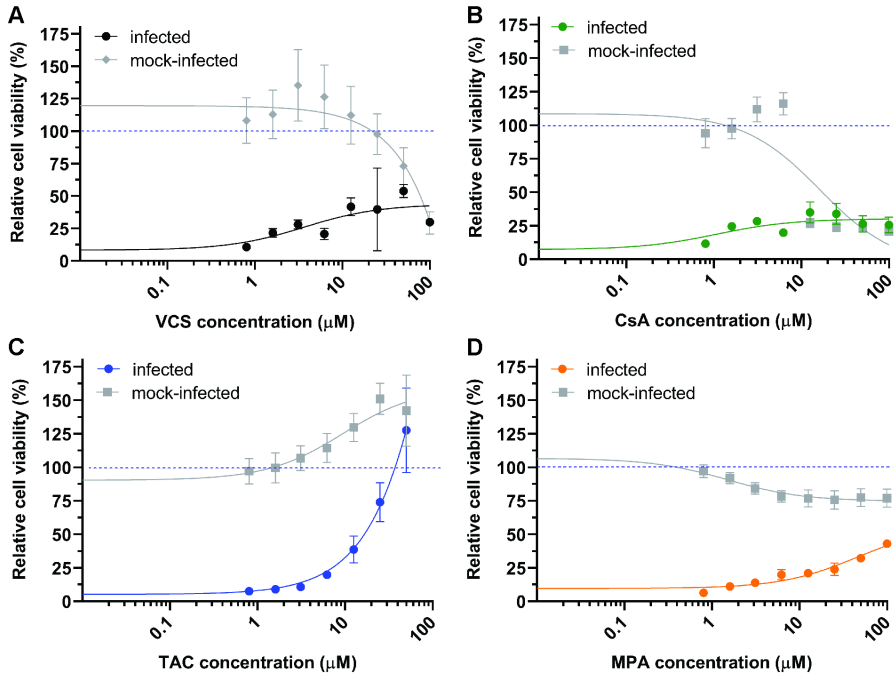 A
Relative cell viability (%)
175
150
125
100
75
50
25
0
infected
mock-infected
0.1
1
10
100
VCS concentration (μM)
B
Relative cell viability (%)
175
150
125
100
75
50
25
0
infected
mock-infected
0.1
1
10
100
CsA concentration (μM)
C
Relative cell viability (%)
175
150
125
100
75
50
25
0
infected
mock-infected
0.1
1
10
100
TAC concentration (μM)
D
Relative cell viability (%)
175
150
125
100
75
50
25
0
infected
mock-infected
0.1
1
10
100
MPA concentration (μM)